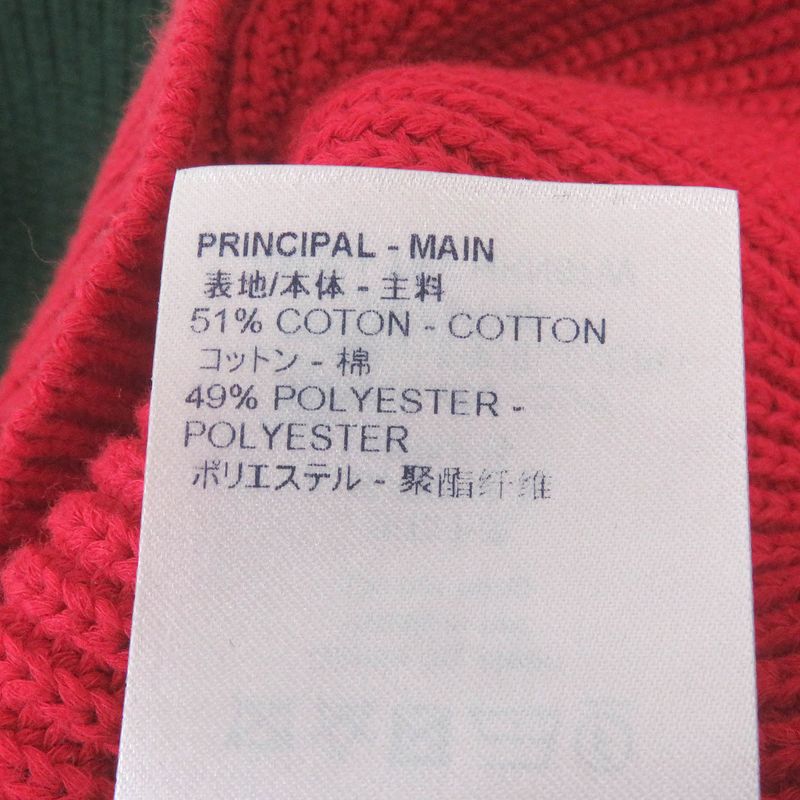 PRINCIPAL - MAIN
表地/本体 - 主料
51% COTON - COTTON
コットン - 棉
49% POLYESTER -
POLYESTER
ポリエステル - 聚酯纤维